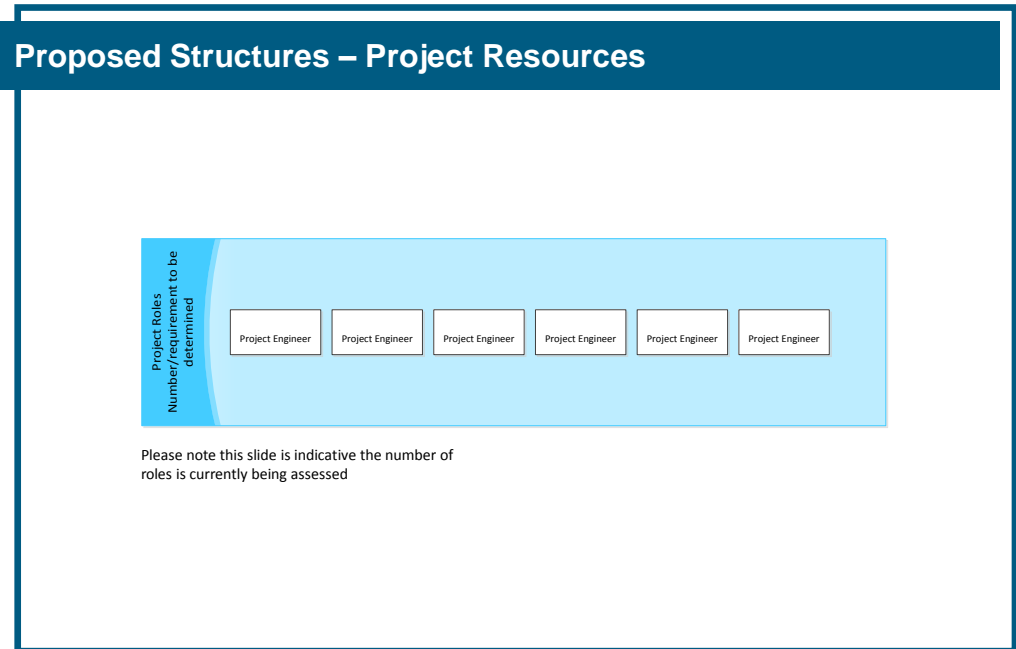 Proposed Structures – Project Resources
Project Roles
Number/requirement to be
determined
Project Engineer
Project Engineer
Project Engineer
Project Engineer
Project Engineer
Project Engineer
Please note this slide is indicative the number of
roles is currently being assessed